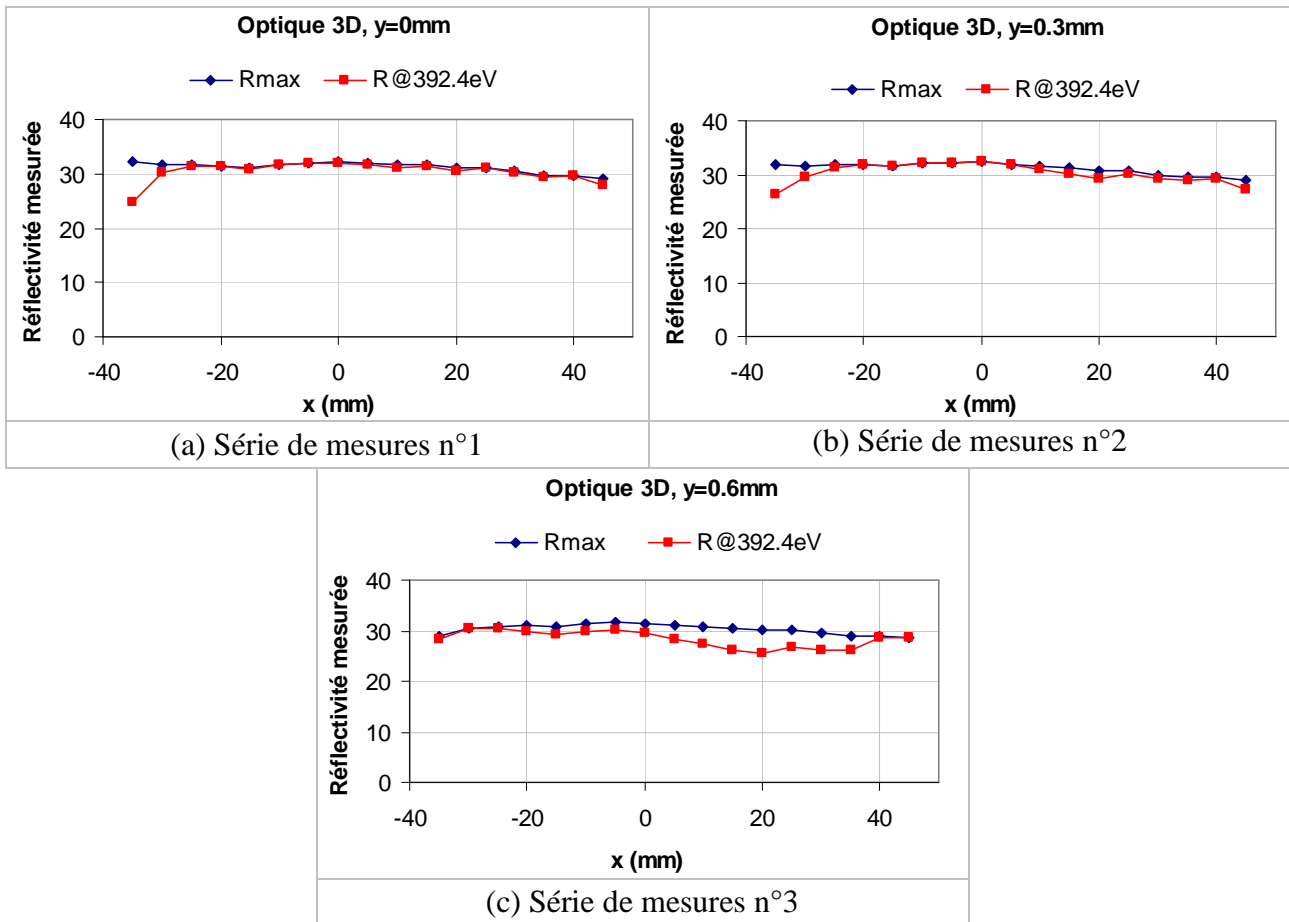 Optique 3D, y=0mm
Rmax
R@392.4eV
Réflectivité mesurée
40
30
20
10
0
-40
-20
0
20
40
x (mm)
(a) Série de mesures n°1
Optique 3D, y=0.3mm
Rmax
R@392.4eV
Réflectivité mesurée
40
30
20
10
0
-40
-20
0
20
40
x (mm)
(b) Série de mesures n°2
Optique 3D, y=0.6mm
Rmax
R@392.4eV
Réflectivité mesurée
40
30
20
10
0
-40
-20
0
20
40
x (mm)
(c) Série de mesures n°3